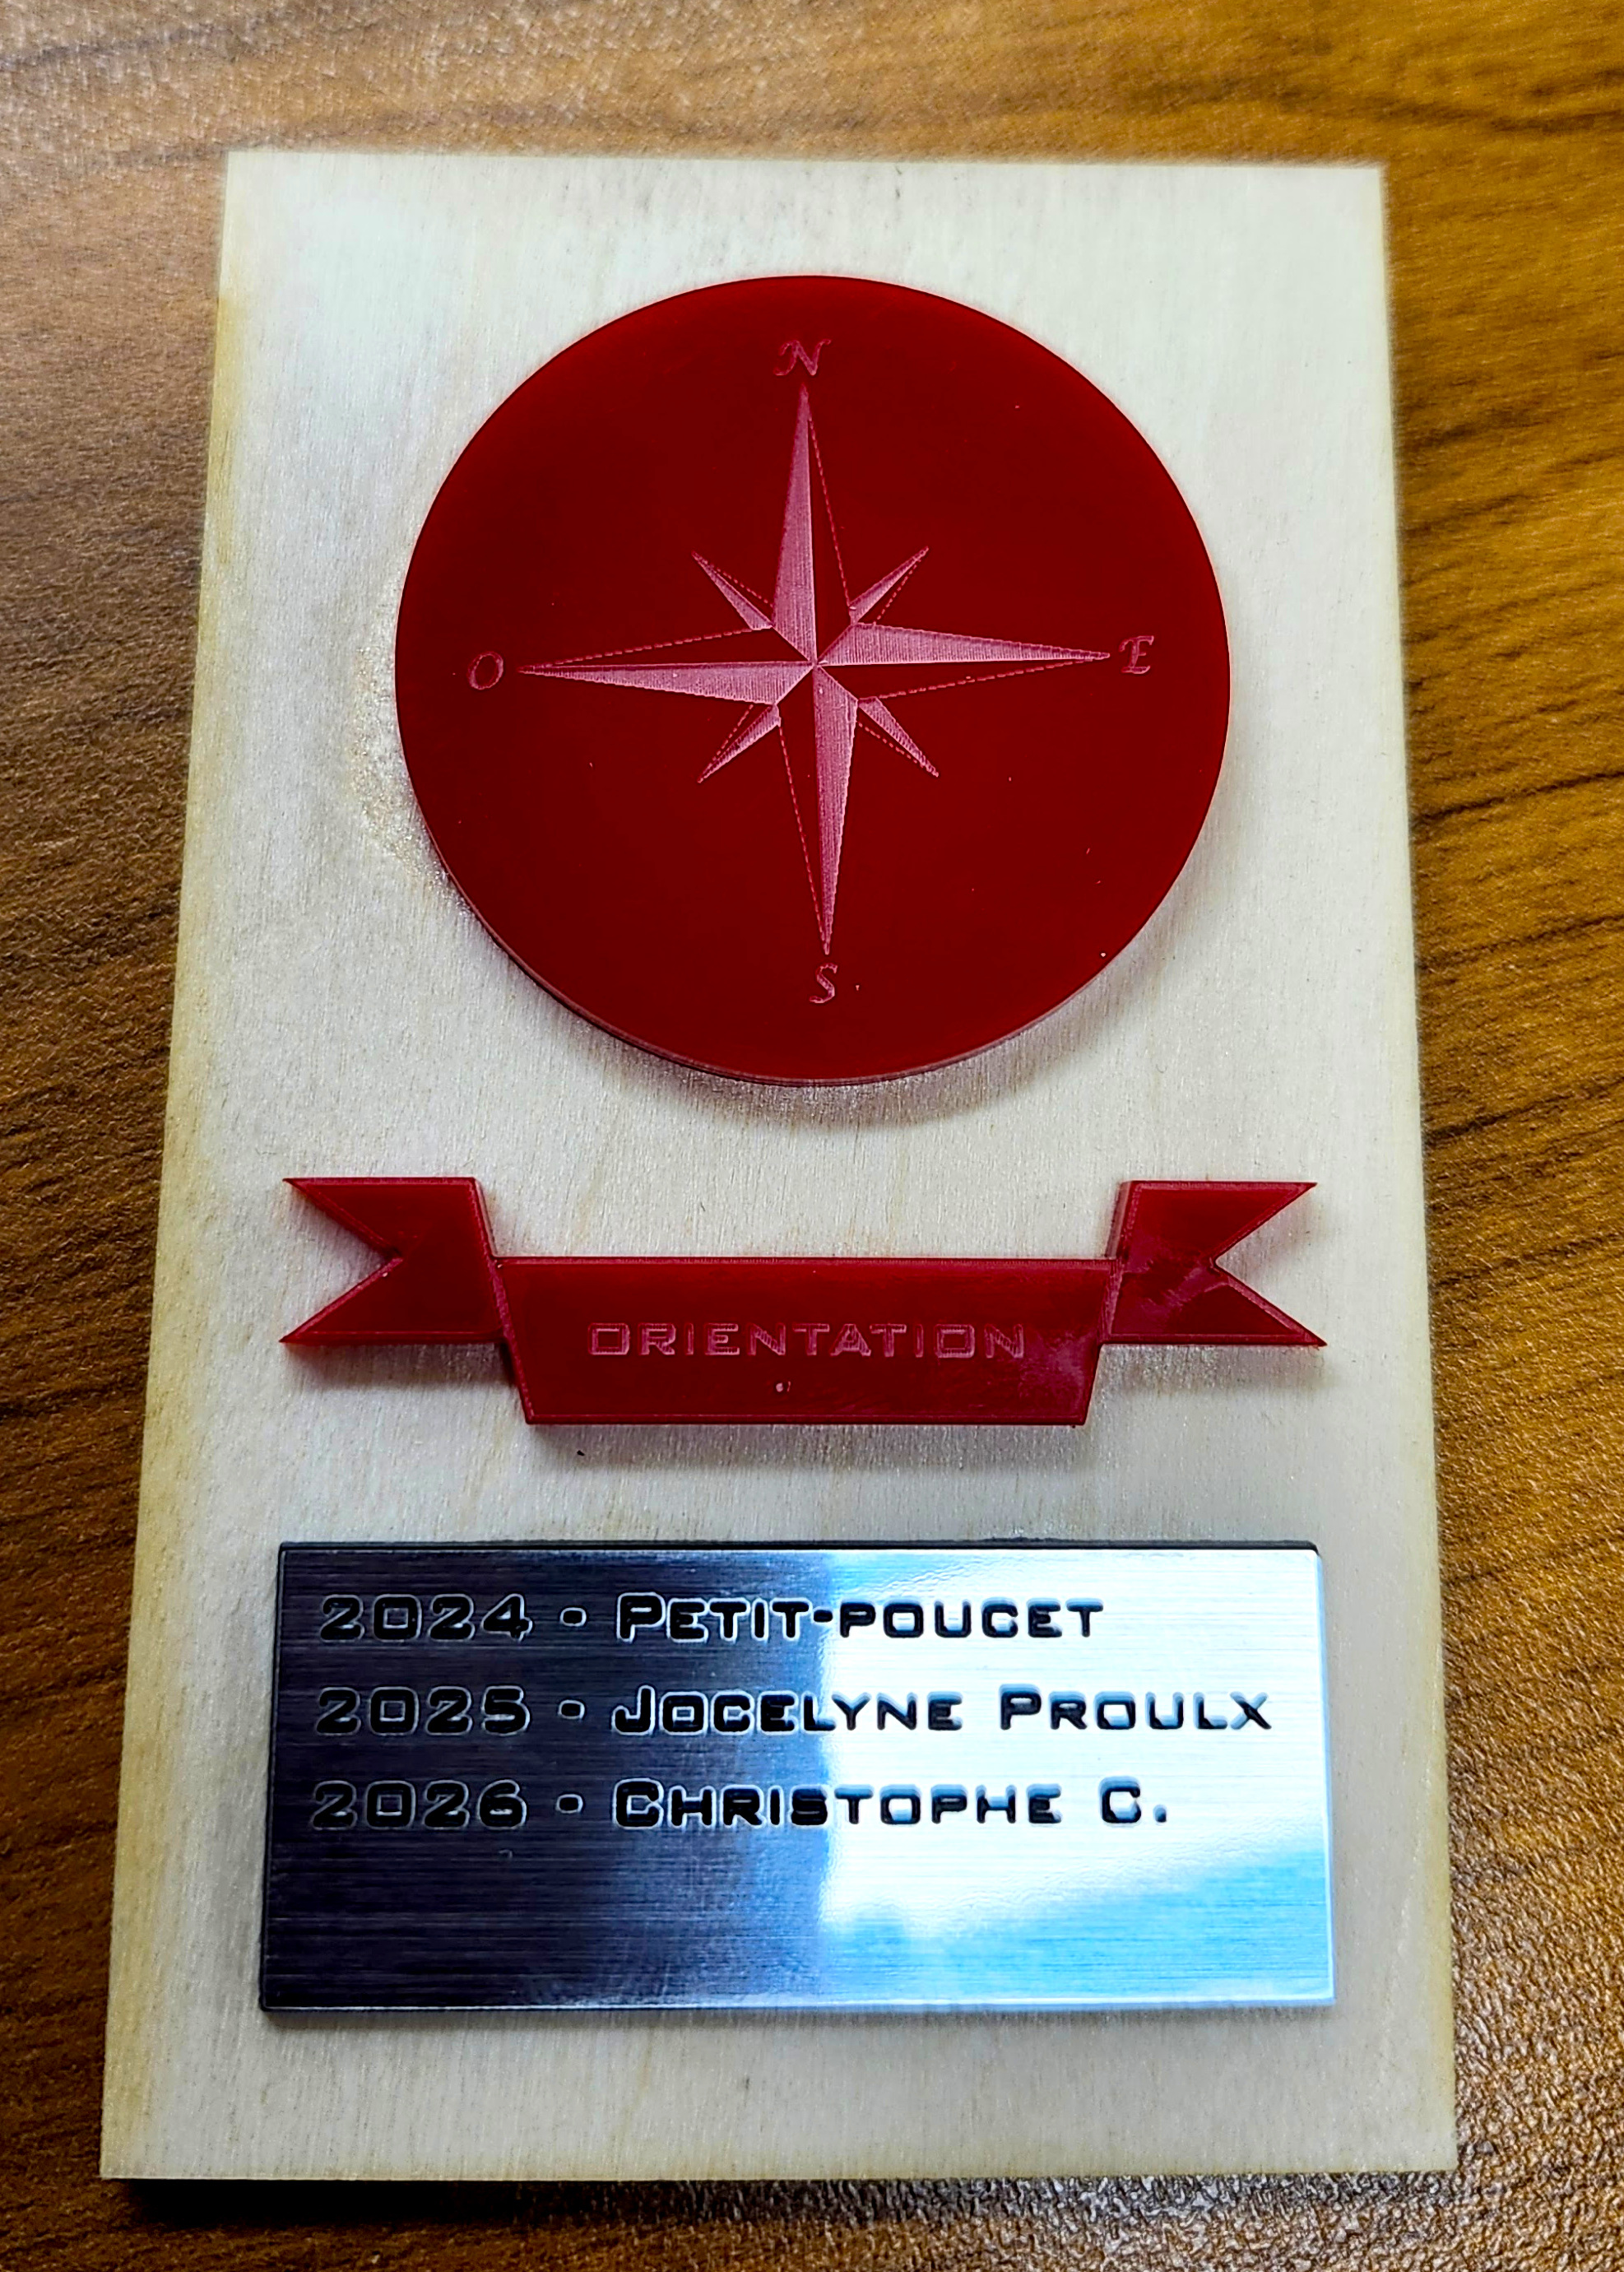 N
O E
S
ORIENTATION
2024 - Petit-poucet
2025 - Jocelyne Proulx
2026 - Christophe C.